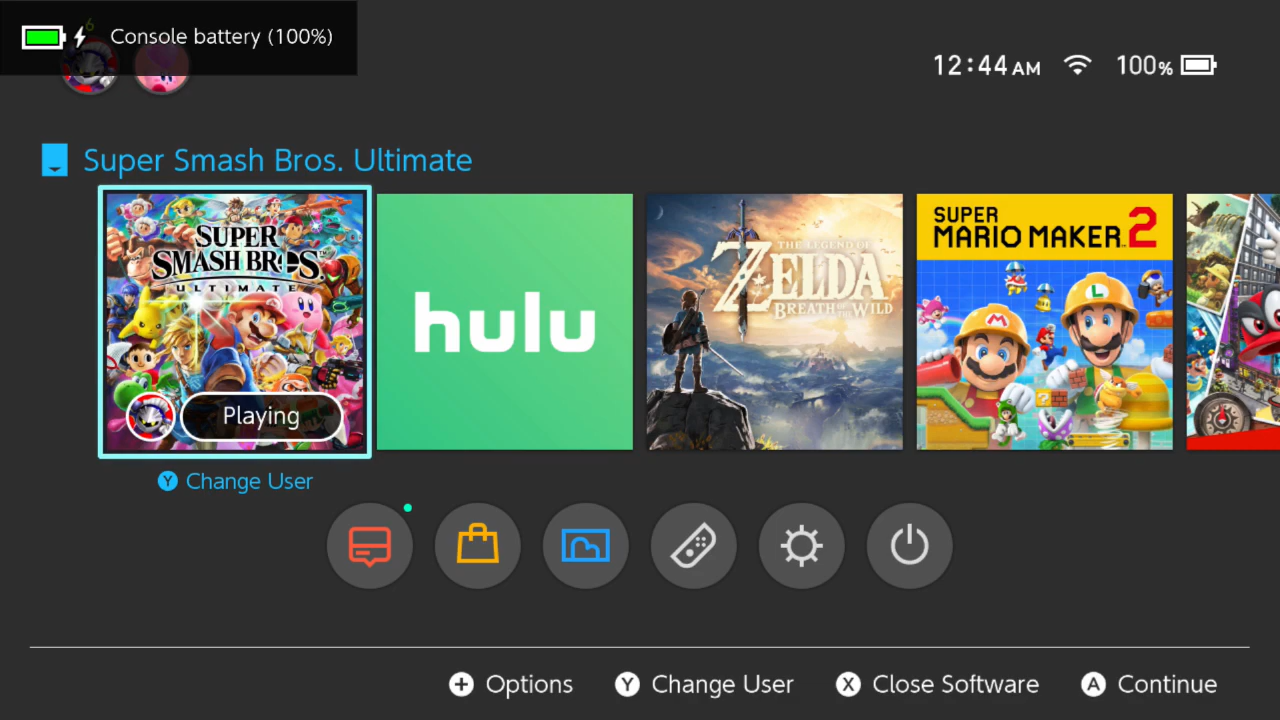 6
Console battery (100%)
12:44 AM
100%
Super Smash Bros. Ultimate
SUPER
SMASH BROS.
ULTIMATE
Playing
hulu
THE LEGEND OF
ZELDA
BREATH OF THE WILD
SUPER
MARIO MAKER 2
M
L
Y Change User
+ Options
Y Change User
X Close Software
A Continue